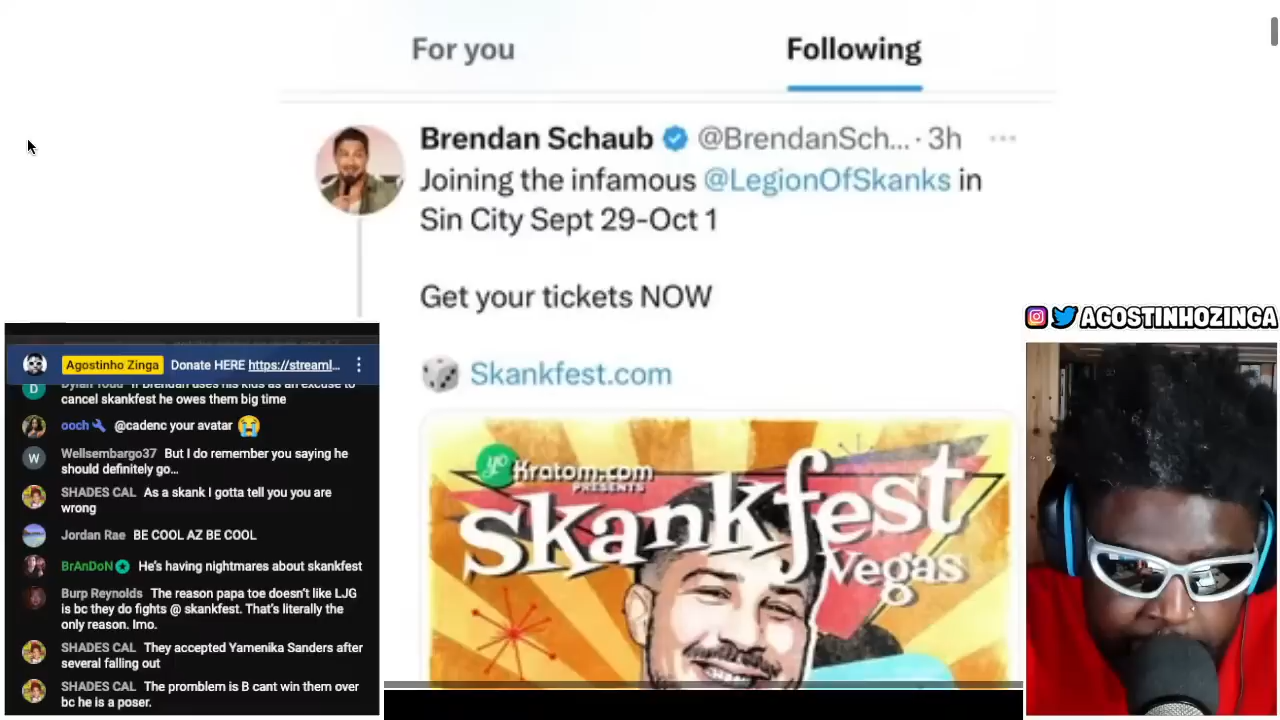 For you
Following
Brendan Schaub @BrendanSch... · 3h
Joining the infamous @LegionOfSkanks in
Sin City Sept 29-Oct 1
Get your tickets NOW
Skankfest.com
yo
Kratom.com
PRESENTS
Skankfest
Vegas
AGOSTINHOZINGA
Agostinho Zinga Donate HERE https://streaml...
D
cancel skankfest he owes them big time
ooch @cadenc your avatar
W
Wellsembargo37 But I do remember you saying he
should definitely go...
SHADES CAL As a skank I gotta tell you you are
wrong
Jordan Rae BE COOL AZ BE COOL
BrAnDoN He's having nightmares about skankfest
Burp Reynolds The reason papa toe doesn't like LJG
is bc they do fights @ skankfest. That's literally the
only reason. Imo.
SHADES CAL They accepted Yamenika Sanders after
several falling out
SHADES CAL The promblem is B cant win them over
bc he is a poser.